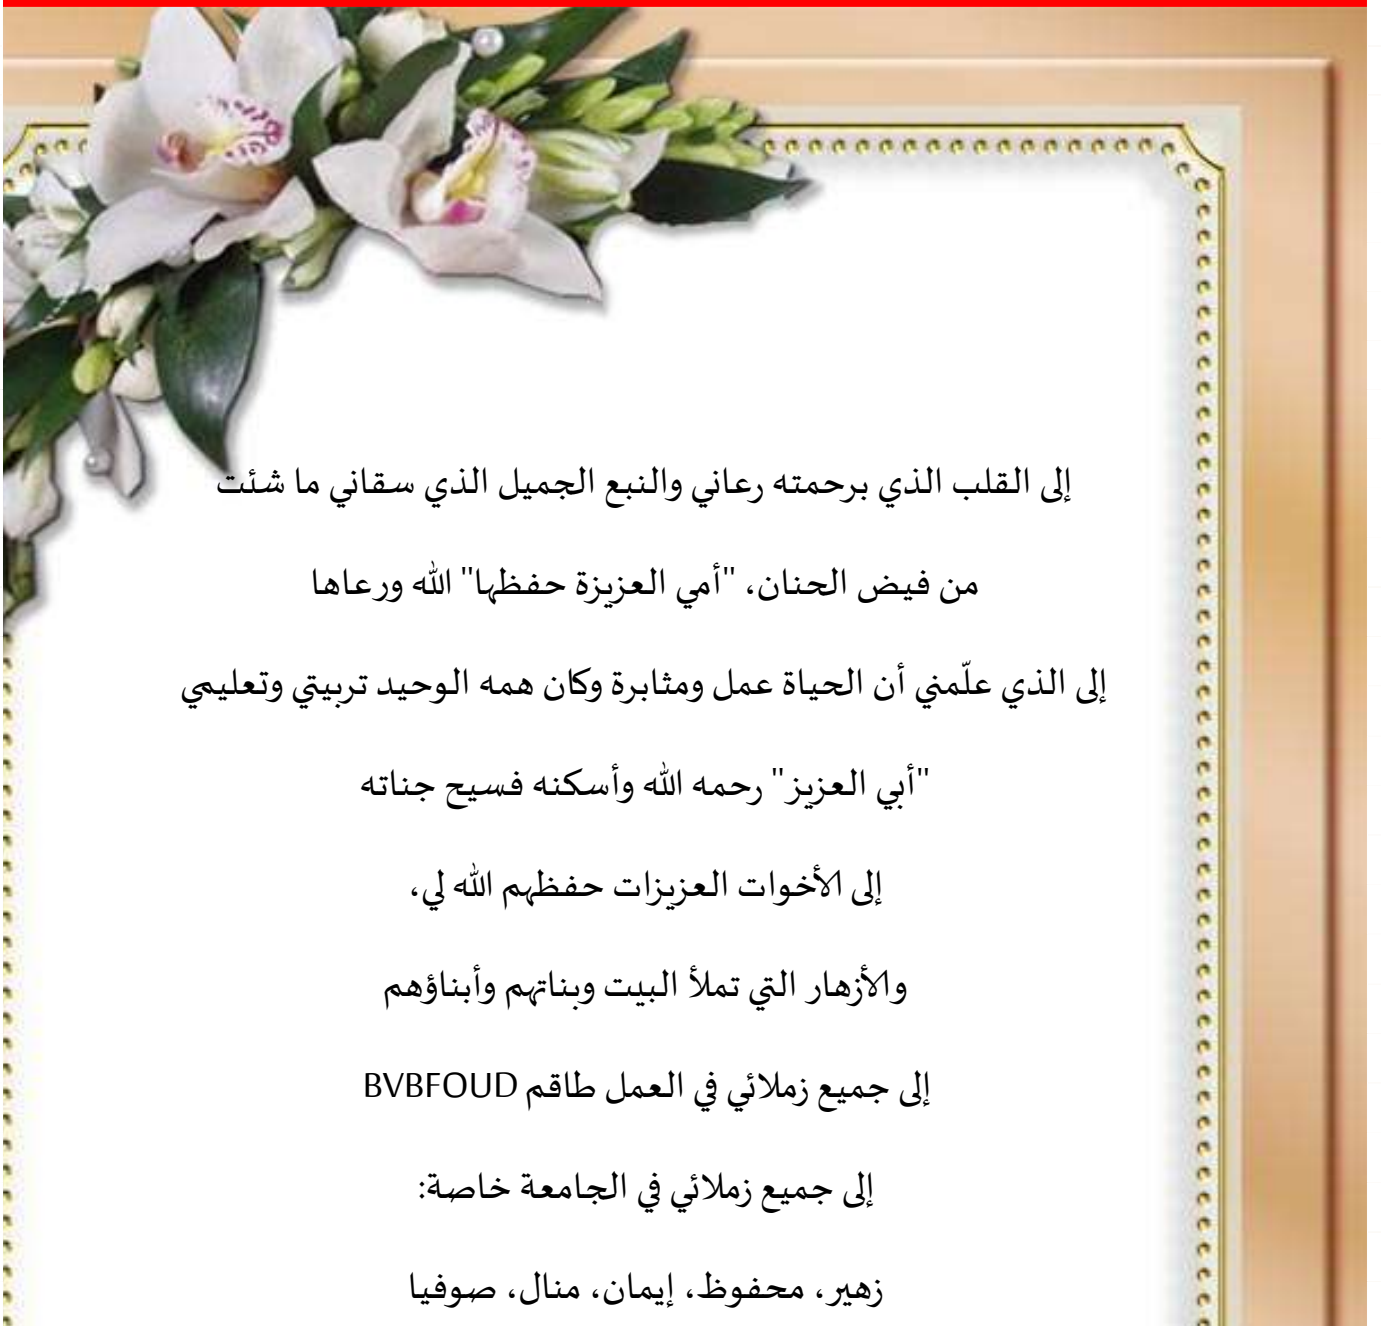 إلى القلب الذي برحمته رعاني والنبع الجميل الذي سقاني ما شئت
من فيض الحنان، "أمي العزيزة حفظها" الله ورعاها
إلى الذي علّمني أن الحياة عمل ومثابرة وكان همه الوحيد تربيتي وتعليمي
"أبي العزيز" رحمه الله وأسكنه فسيح جناته
إلى الأخوات العزيزات حفظهم الله لي،
والأزهار التي تملأ البيت وبناتهم وأبناؤهم
إلى جميع زملائي في العمل طاقم BVBFOUD
إلى جميع زملائي في الجامعة خاصة:
زهير، محفوظ، إيمان، منال، صوفيا